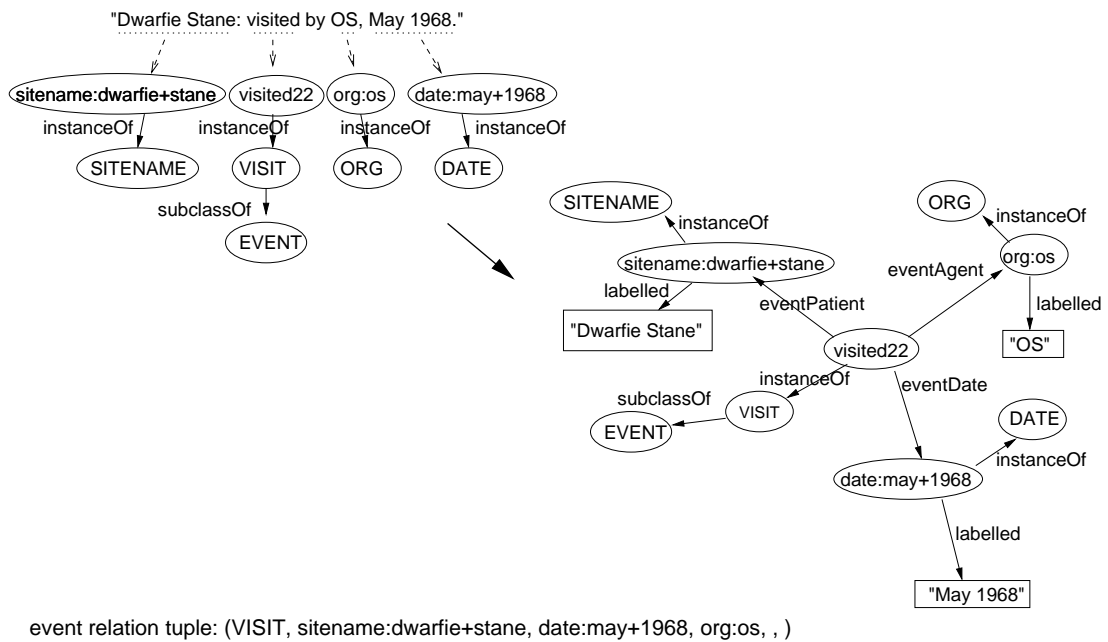 "Dwarfie Stane: visited by OS, May 1968."
sitename:dwarfie+stane visited22 org:os date:may+1968
instanceOf instanceOf instanceOf instanceOf
SITENAME VISIT ORG DATE
subclassOf
EVENT
SITENAME ORG
instanceOf instanceOf
sitename:dwarfie+stane org:os
eventAgent
labelled eventPatient labelled
"Dwarfie Stane" "OS"
visited22
instanceOf eventDate
subclassOf
EVENT VISIT DATE
instanceOf
date:may+1968
labelled
"May 1968"
event relation tuple: (VISIT, sitename:dwarfie+stane, date:may+1968, org:os, , )